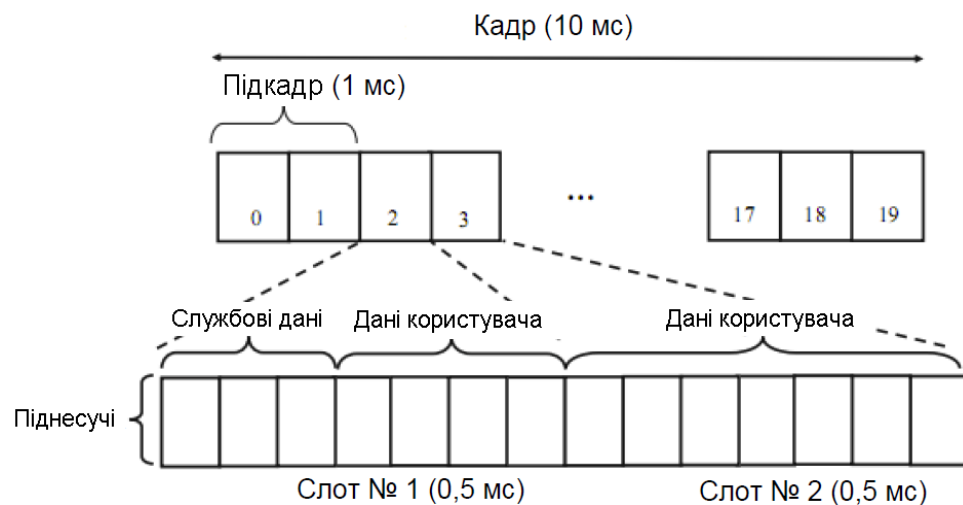 Кадр (10 мс)
Підкадр (1 мс)
0 1 2 3 ... 17 18 19
Службові дані Дані користувача Дані користувача
Піднесучі
Слот № 1 (0,5 мс) Слот № 2 (0,5 мс)